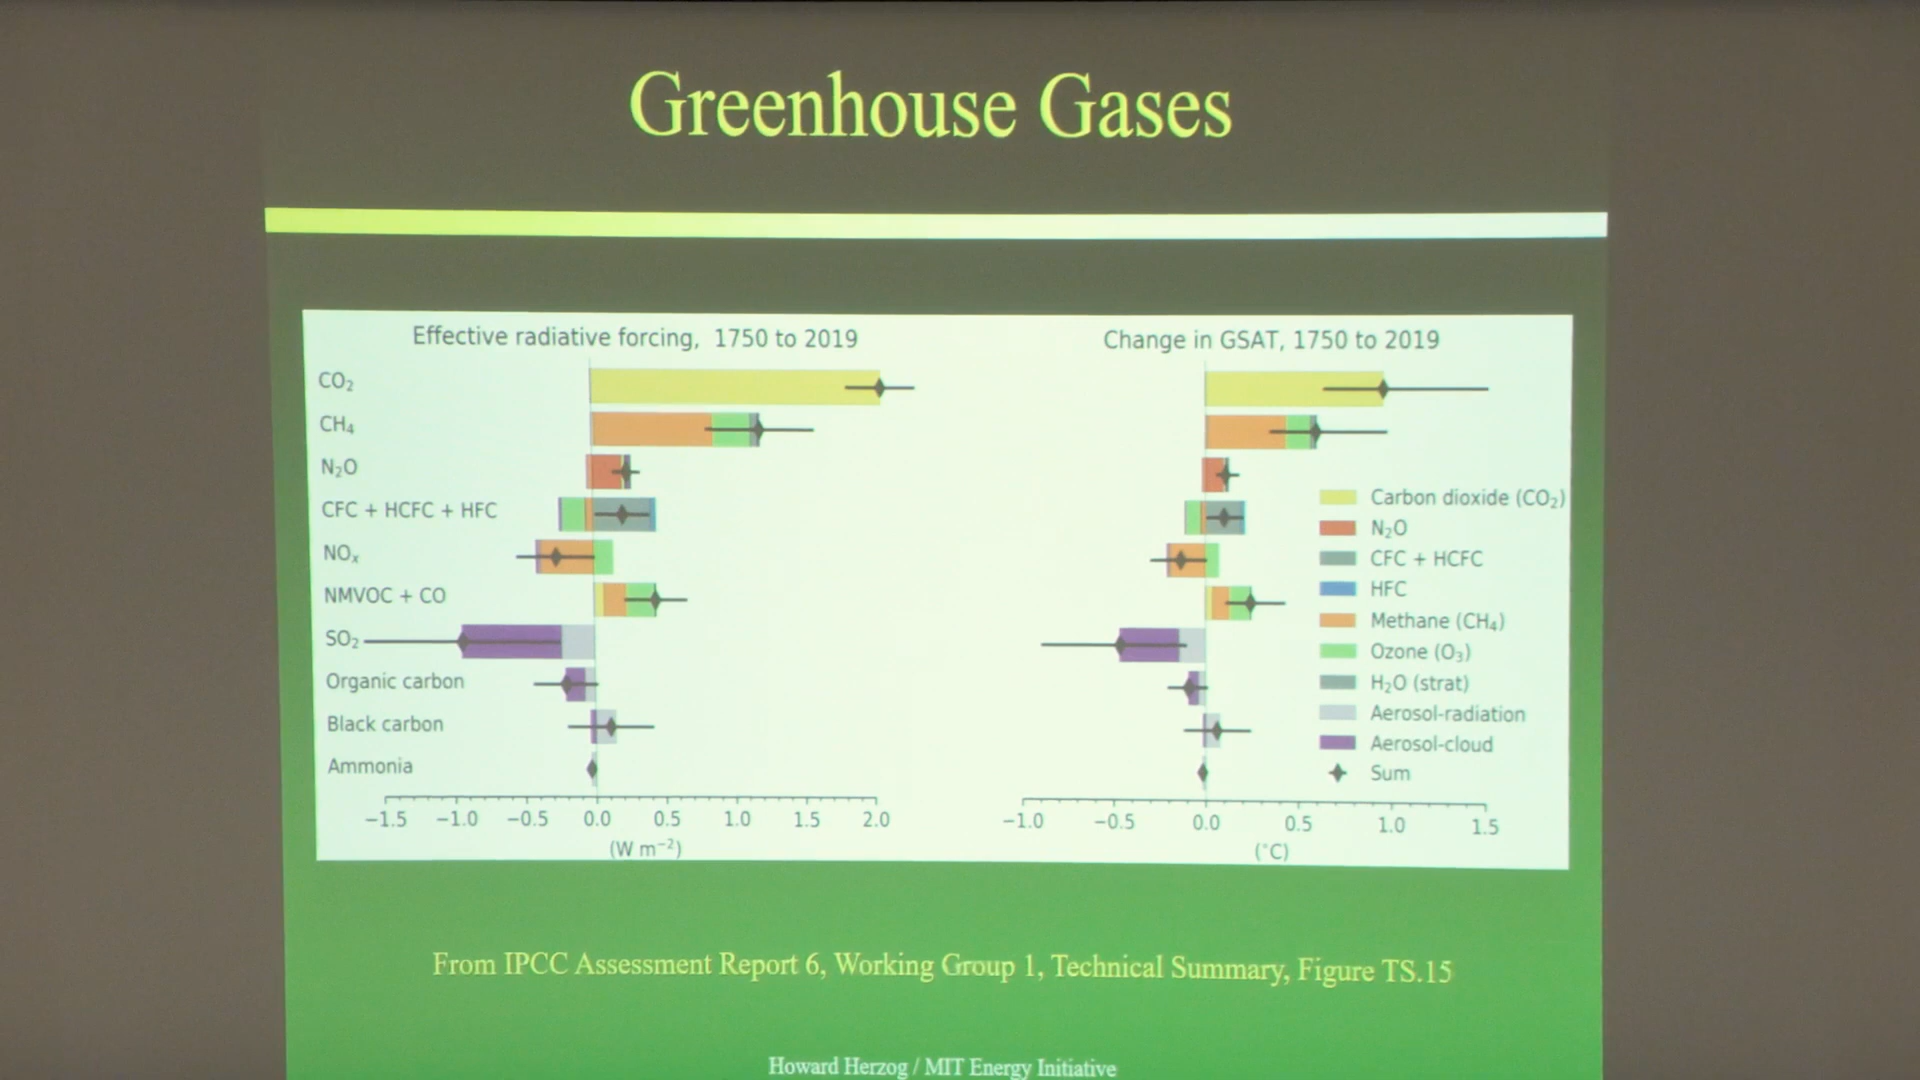 Greenhouse Gases
Effective radiative forcing, 1750 to 2019
CO₂
CH₄
N₂O
CFC + HCFC + HFC
NOₓ
NMVOC + CO
SO₂
Organic carbon
Black carbon
Ammonia
−1.5 −1.0 −0.5 0.0 0.5 1.0 1.5 2.0
(W m⁻²)
Change in GSAT, 1750 to 2019
Carbon dioxide (CO₂)
N₂O
CFC + HCFC
HFC
Methane (CH₄)
Ozone (O₃)
H₂O (strat)
Aerosol-radiation
Aerosol-cloud
Sum
−1.0 −0.5 0.0 0.5 1.0 1.5
(°C)
From IPCC Assessment Report 6, Working Group 1, Technical Summary, Figure TS.15
Howard Herzog / MIT Energy Initiative